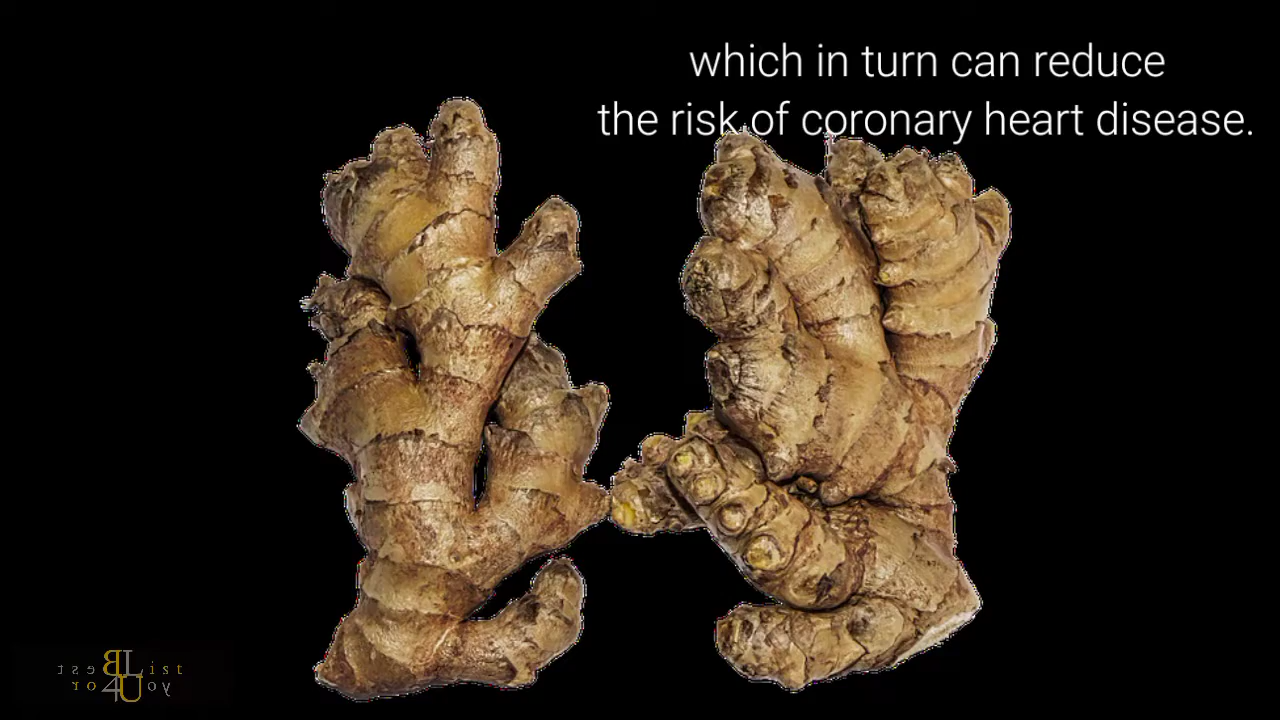 which in turn can reduce
the risk of coronary heart disease.